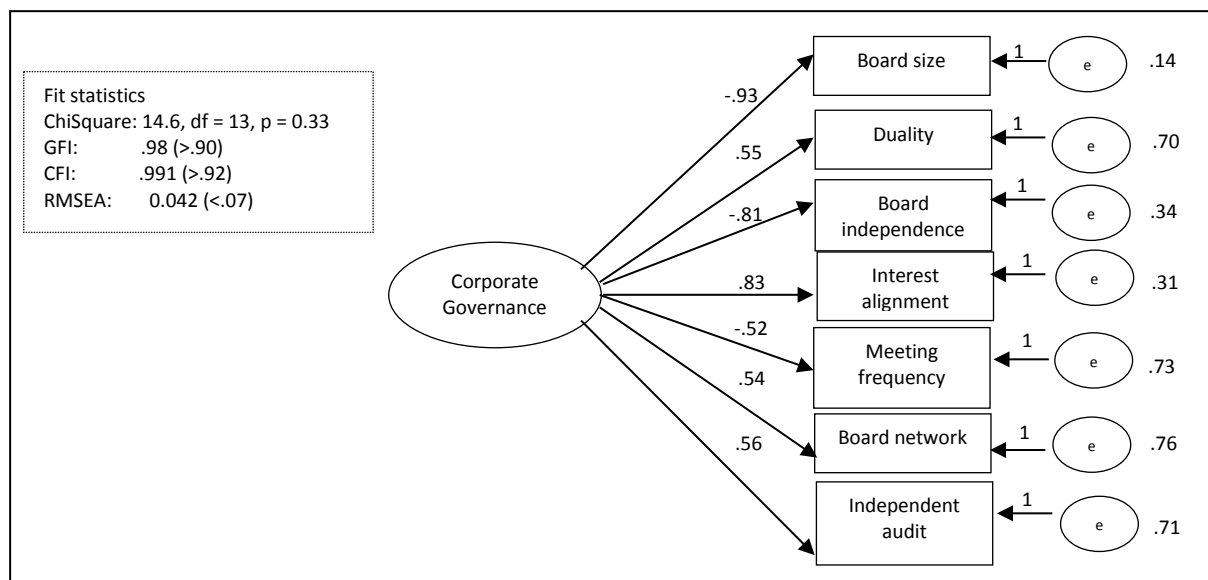 Fit statistics
ChiSquare: 14.6, df = 13, p = 0.33
GFI: .98 (>.90)
CFI: .991 (>.92)
RMSEA: 0.042 (<.07)
Corporate
Governance
-.93
.55
-.81
.83
-.52
.54
.56
Board size
1
e
.14
Duality
1
e
.70
Board
independence
1
e
.34
Interest
alignment
1
e
.31
Meeting
frequency
1
e
.73
Board network
1
e
.76
Independent
audit
1
e
.71